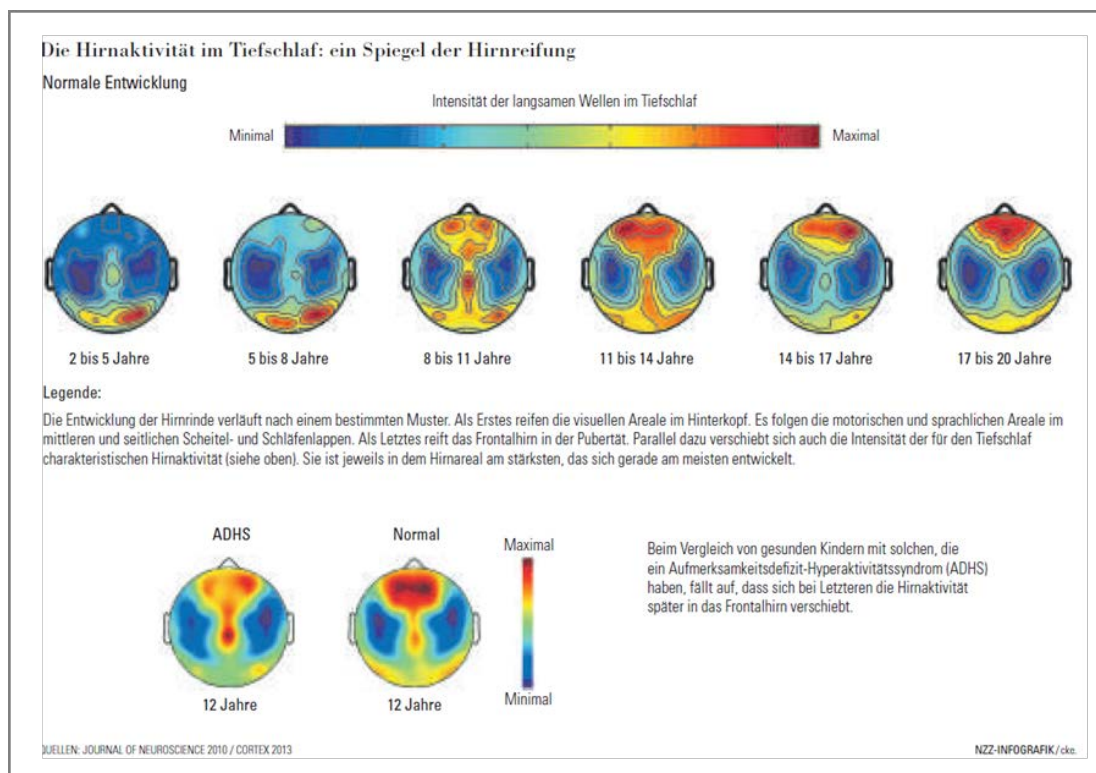 Die Hirnaktivität im Tiefschlaf: ein Spiegel der Hirnreifung
Normale Entwicklung
Intensität der langsamen Wellen im Tiefschlaf
Minimal
Maximal
2 bis 5 Jahre
5 bis 8 Jahre
8 bis 11 Jahre
11 bis 14 Jahre
14 bis 17 Jahre
17 bis 20 Jahre
Legende:
Die Entwicklung der Hirnrinde verläuft nach einem bestimmten Muster. Als Erstes reifen die visuellen Areale im Hinterkopf. Es folgen die motorischen und sprachlichen Areale im
mittleren und seitlichen Scheitel- und Schläfenlappen. Als Letztes reift das Frontalhirn in der Pubertät. Parallel dazu verschiebt sich auch die Intensität der für den Tiefschlaf
charakteristischen Hirnaktivität (siehe oben). Sie ist jeweils in dem Hirnareal am stärksten, das sich gerade am meisten entwickelt.
ADHS
Normal
Maximal
Minimal
12 Jahre
12 Jahre
Beim Vergleich von gesunden Kindern mit solchen, die
ein Aufmerksamkeitsdefizit-Hyperaktivitätssyndrom (ADHS)
haben, fällt auf, dass sich bei Letzteren die Hirnaktivität
später in das Frontalhirn verschiebt.
QUELLEN: JOURNAL OF NEUROSCIENCE 2010 / CORTEX 2013
NZZ-INFOGRAFIK/cke.